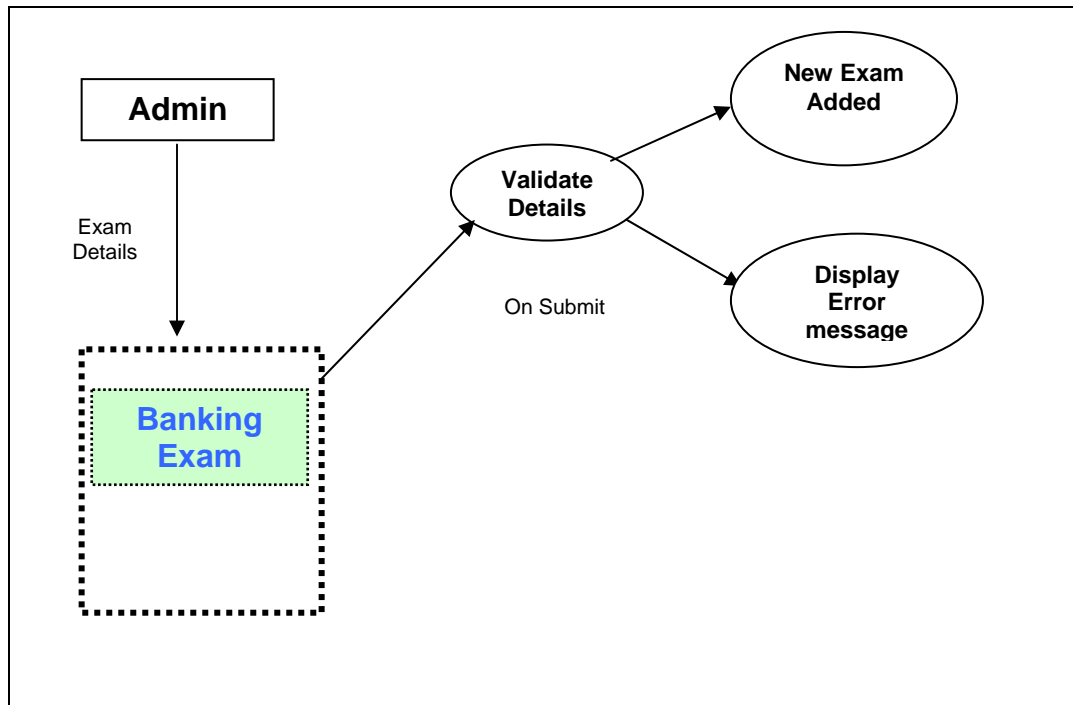 Admin
Exam
Details
Banking
Exam
Validate
Details
On Submit
New Exam
Added
Display
Error
message